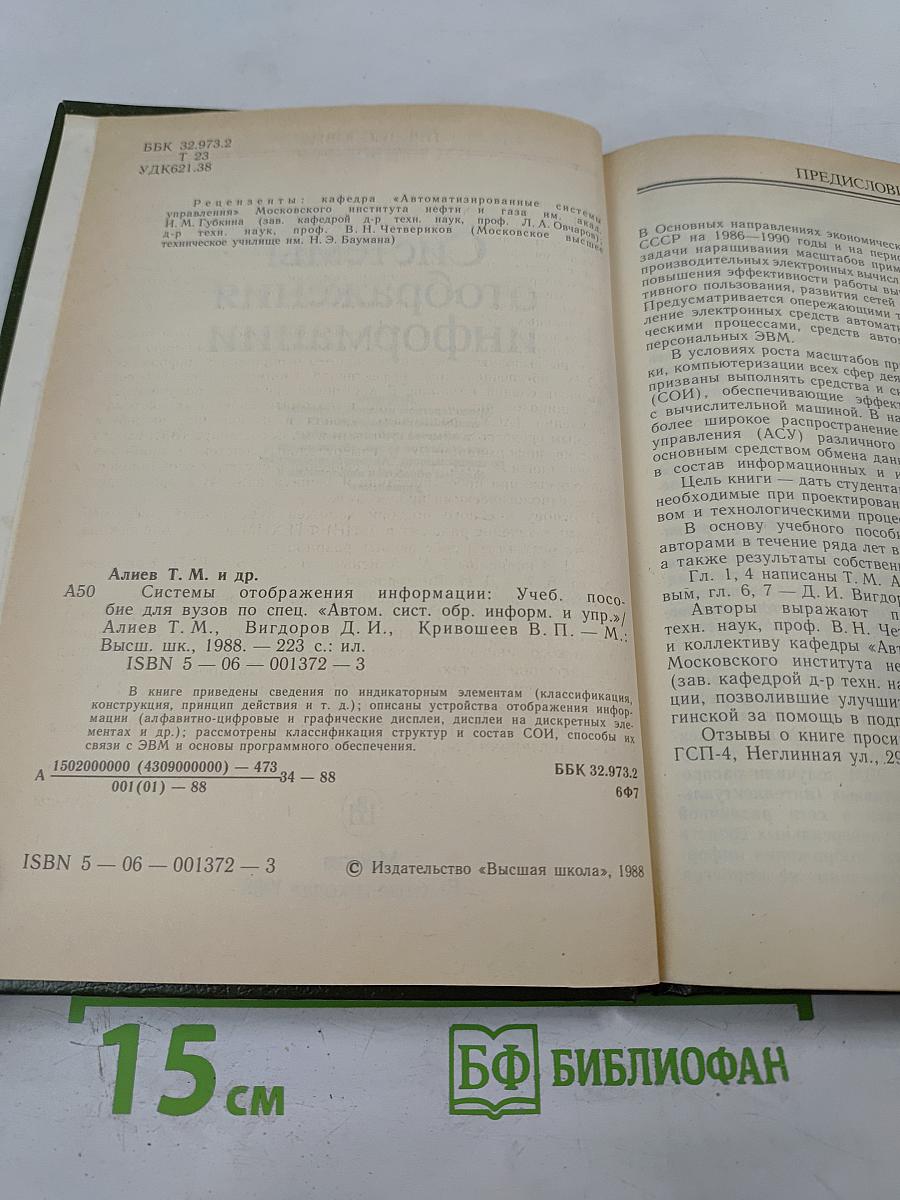 ББК 32.973.2
Т 23
УДК621.38
Рецензенты: кафедра «Автоматизированные системы
управления» Московского института нефти и газа им. акад.
И. М. Губкина (зав. кафедрой д-р техн. наук, проф. Л. А. Овчаров);
д-р техн. наук, проф. В. Н. Четвериков (Московское высшее
техническое училище им. Н. Э. Баумана)
Алиев Т. М. и др.
А50 Системы отображения информации: Учеб. посо-
бие для вузов по спец. «Автом. сист. обр. информ. и упр.»/
Алиев Т. М., Вигдоров Д. И., Кривошеев В. П. — М.:
Высш. шк., 1988. — 223 с.: ил.
ISBN 5 — 06 — 001372 — 3
В книге приведены сведения по индикаторным элементам (классификация,
конструкция, принцип действия и т. д.); описаны устройства отображения инфор-
мации (алфавитно-цифровые и графические дисплеи, дисплеи на дискретных эле-
ментах и др.); рассмотрены классификация структур и состав СОИ, способы их
связи с ЭВМ и основы программного обеспечения.
А 1502000000 (4309000000) — 473
001(01) — 88
34 — 88
ББК 32.973.2
6Ф7
ISBN 5 — 06 — 001372 — 3
© Издательство «Высшая школа», 1988
ПРЕДИСЛОВИ
В Основных направлениях экономическ
СССР на 1986—1990 годы и на перио
задачи наращивания масштабов прим
производительных электронных вычисл
повышения эффективности работы вы
тивного пользования, развития сетей
Предусматривается опережающими т
ление электронных средств автомати
ческими процессами, средств авто
персональных ЭВМ.
В условиях роста масштабов пр
ки, компьютеризации всех сфер дея
призваны выполнять средства и си
(СОИ), обеспечивающие эффект
с вычислительной машиной. В на
более широкое распространение
управления (АСУ) различного
основным средством обмена дан
в состав информационных и и
Цель книги — дать студента
необходимые при проектирован
вом и технологическими проце
В основу учебного пособи
авторами в течение ряда лет в
а также результаты собствен
Гл. 1, 4 написаны Т. М. А
вым, гл. 6, 7 — Д. И. Вигдор
Авторы выражают п
техн. наук, проф. В. Н. Чет
и коллективу кафедры «Авт
Московского института не
(зав. кафедрой д-р техн. на
ции, позволившие улучшит
гинской за помощь в подг
Отзывы о книге проси
ГСП-4, Неглинная ул., 29
15 см
БФ БИБЛИОФАН